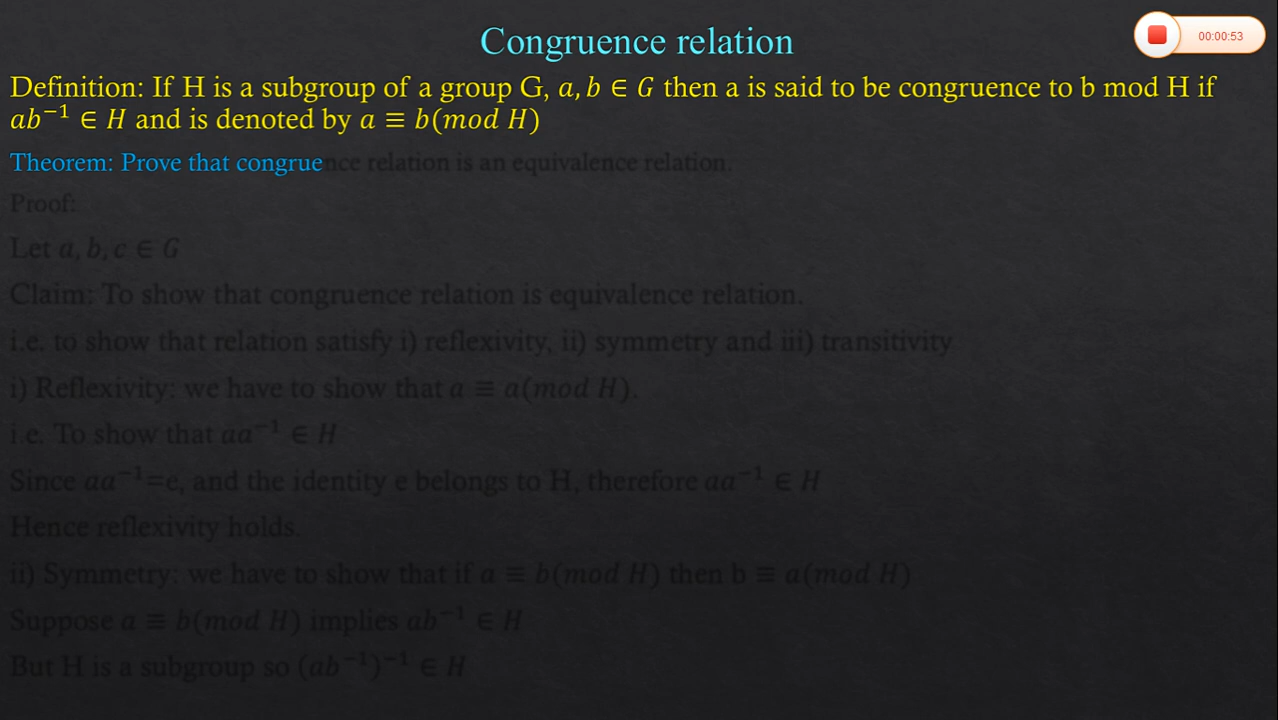 Congruence relation
00:00:53
Definition: If H is a subgroup of a group G, 𝑎, 𝑏 ∈ 𝐺 then a is said to be congruence to b mod H if
𝑎𝑏⁻¹ ∈ 𝐻 and is denoted by 𝑎 ≡ 𝑏(𝑚𝑜𝑑 𝐻)
Theorem: Prove that congruence relation is an equivalence relation.
Proof:
Let 𝑎, 𝑏, 𝑐 ∈ 𝐺
Claim: To show that congruence relation is equivalence relation.
i.e. to show that relation satisfy i) reflexivity, ii) symmetry and iii) transitivity
i) Reflexivity: we have to show that 𝑎 ≡ 𝑎(𝑚𝑜𝑑 𝐻).
i.e. To show that 𝑎𝑎⁻¹ ∈ 𝐻
Since 𝑎𝑎⁻¹=e, and the identity e belongs to H, therefore 𝑎𝑎⁻¹ ∈ 𝐻
Hence reflexivity holds.
ii) Symmetry: we have to show that if 𝑎 ≡ 𝑏(𝑚𝑜𝑑 𝐻) then b ≡ 𝑎(𝑚𝑜𝑑 𝐻)
Suppose 𝑎 ≡ 𝑏(𝑚𝑜𝑑 𝐻) implies 𝑎𝑏⁻¹ ∈ 𝐻
But H is a subgroup so (𝑎𝑏⁻¹)⁻¹ ∈ 𝐻